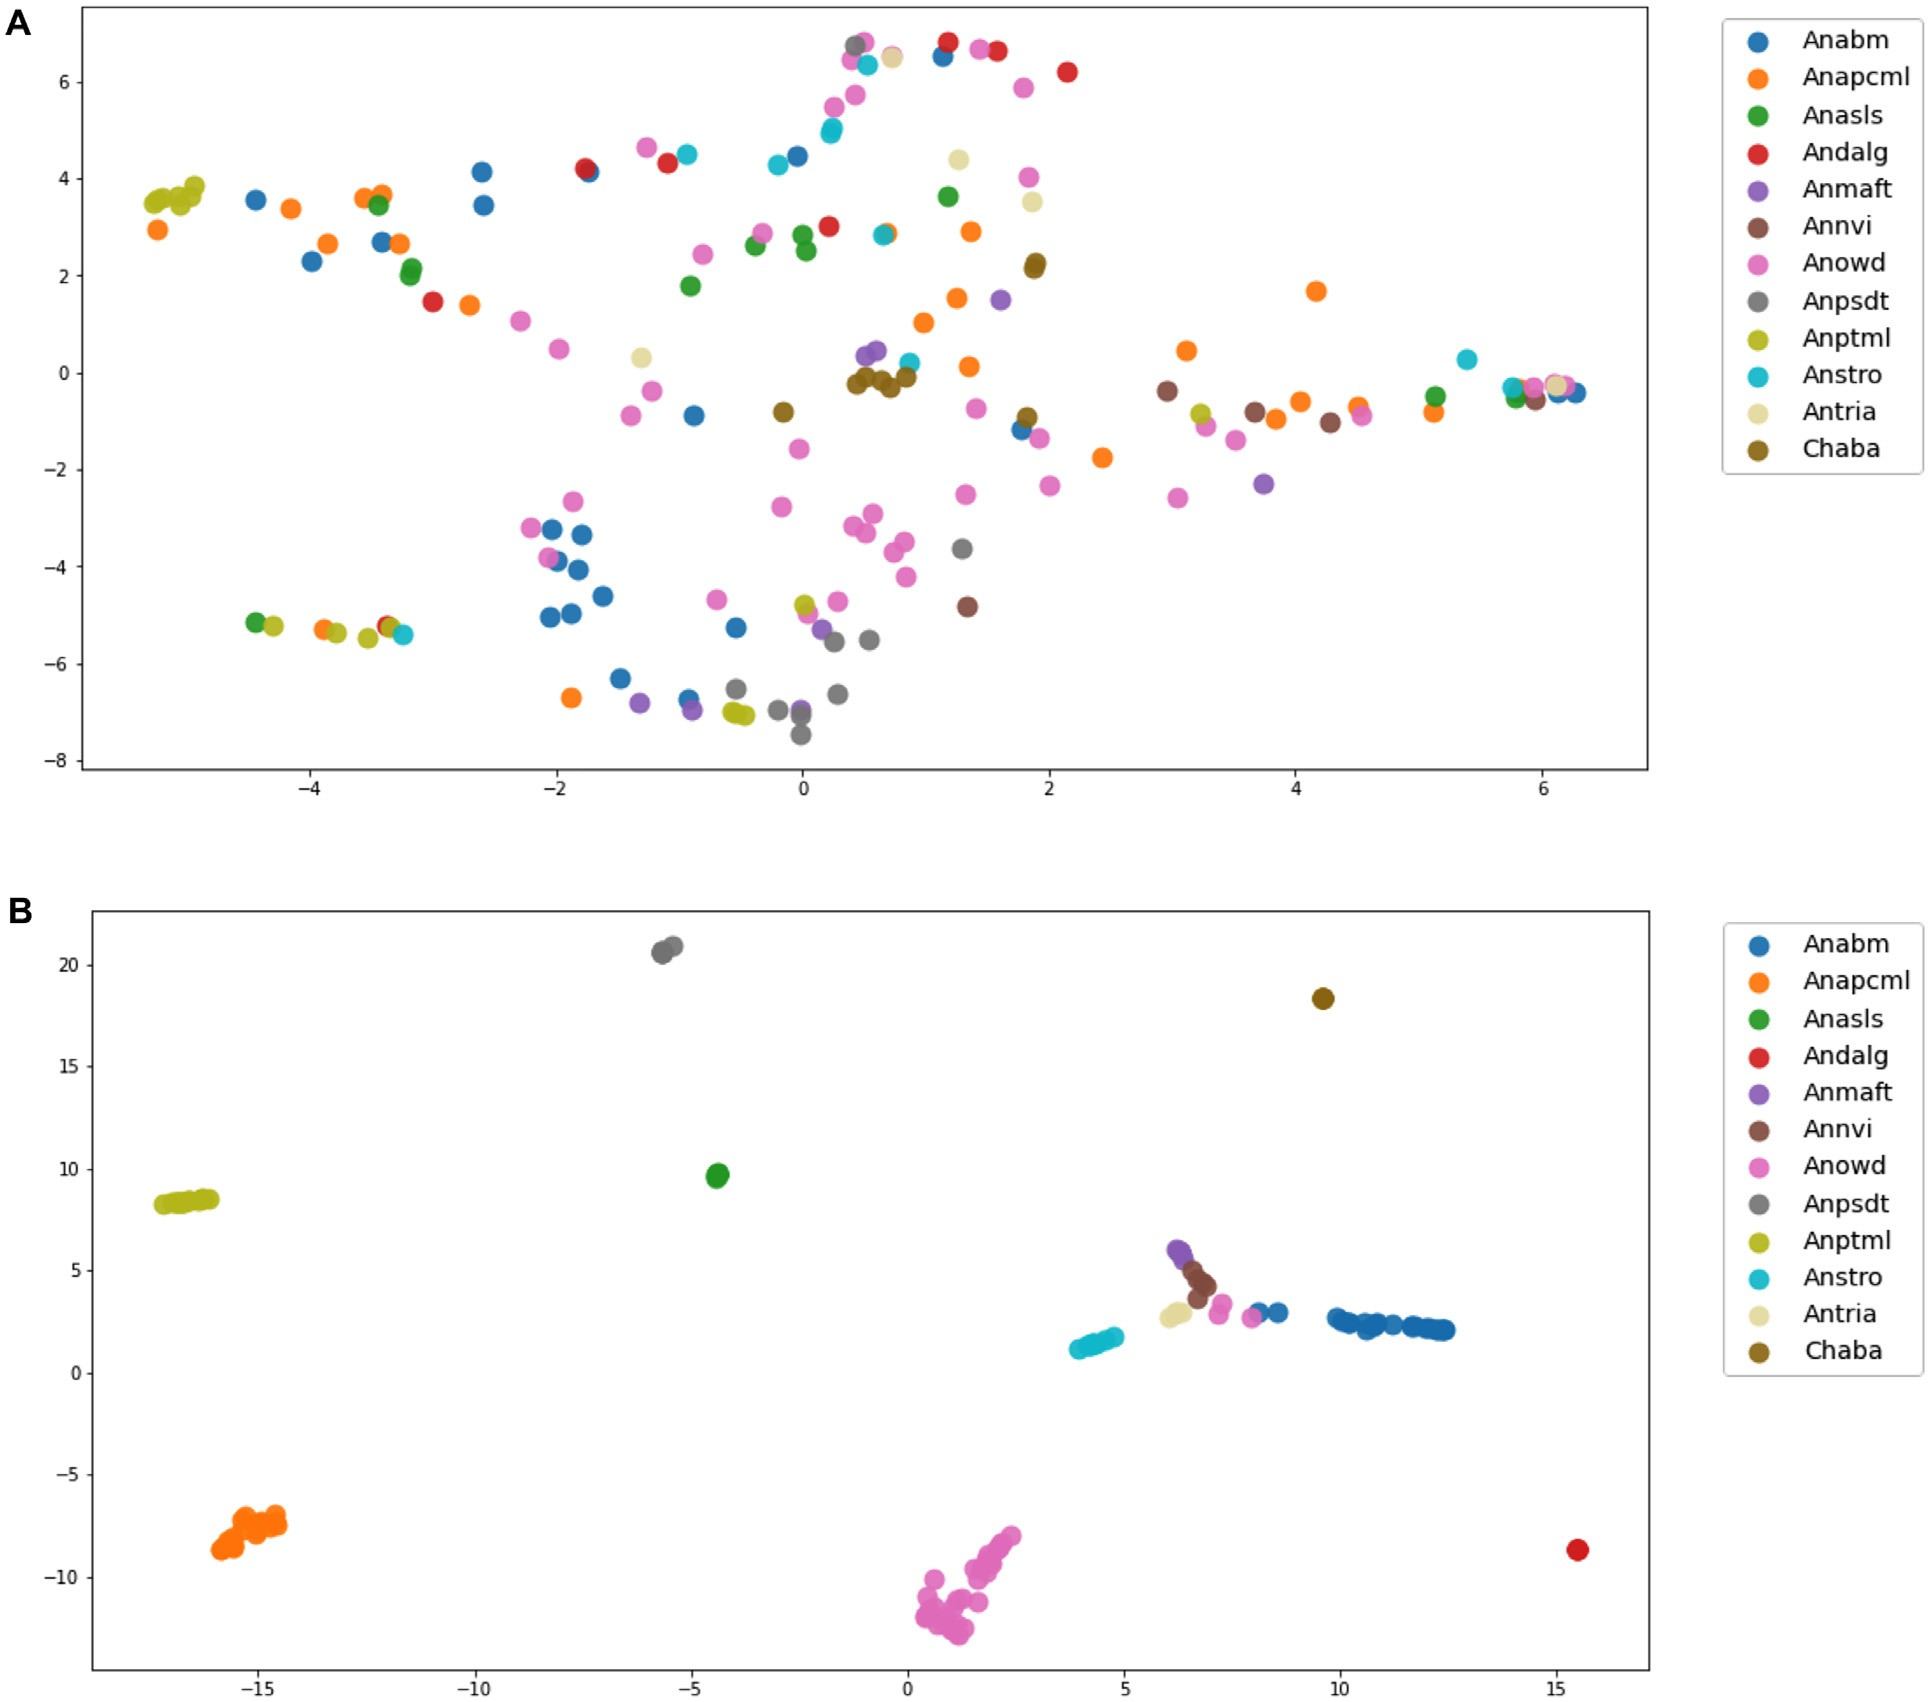 A
6
4
2
0
−2
−4
−6
−8
−4 −2 0 2 4 6
Anabm
Anapcml
Anasls
Andalg
Anmaft
Annvi
Anowd
Anpsdt
Anptml
Anstro
Antria
Chaba
B
20
15
10
5
0
−5
−10
−15 −10 −5 0 5 10 15
Anabm
Anapcml
Anasls
Andalg
Anmaft
Annvi
Anowd
Anpsdt
Anptml
Anstro
Antria
Chaba